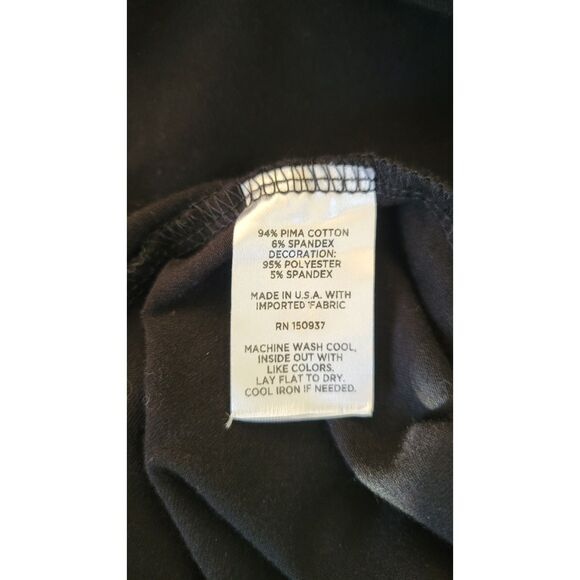 94% PIMA COTTON
6% SPANDEX
DECORATION:
95% POLYESTER
5% SPANDEX
MADE IN U.S.A. WITH
IMPORTED FABRIC
RN 150937
MACHINE WASH COOL,
INSIDE OUT WITH
LIKE COLORS.
LAY FLAT TO DRY.
COOL IRON IF NEEDED.